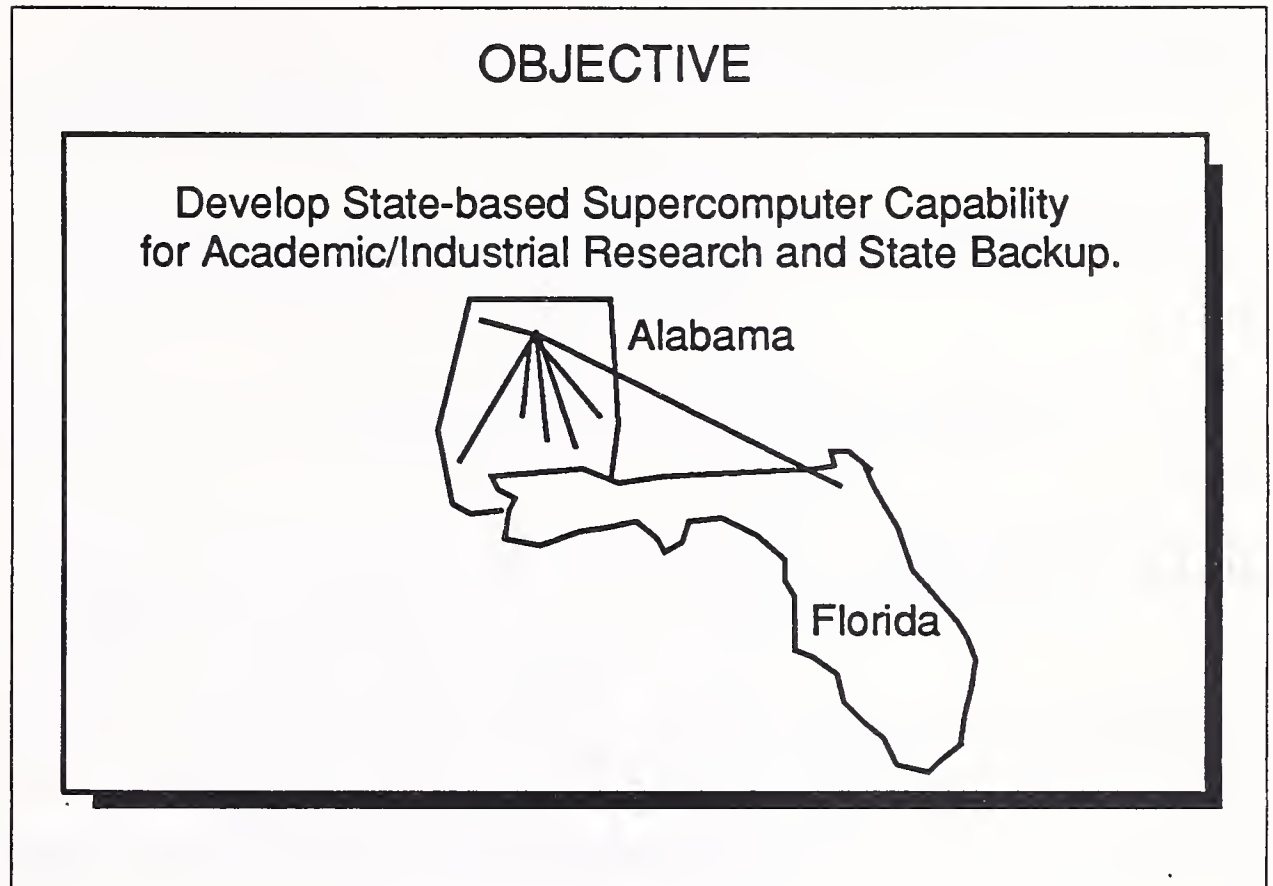 OBJECTIVE
Develop State-based Supercomputer Capability
for Academic/Industrial Research and State Backup.
Alabama
Florida